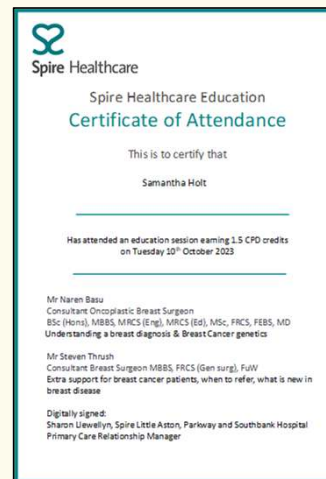 Spire Healthcare
Spire Healthcare Education
Certificate of Attendance
This is to certify that
Samantha Holt
Has attended an education session earning 1.5 CPD credits
on Tuesday 10th October 2023
Mr Naren Basu
Consultant Oncoplastic Breast Surgeon
BSc (Hons), MBBS, MRCS (Eng), MRCS (Ed), MSc, FRCS, FEBS, MD
Understanding a breast diagnosis & Breast Cancer genetics
Mr Steven Thrush
Consultant Breast Surgeon MBBS, FRCS (Gen surg), FuW
Extra support for breast cancer patients, when to refer, what is new in
breast disease
Digitally signed:
Sharon Llewellyn, Spire Little Aston, Parkway and Southbank Hospital
Primary Care Relationship Manager